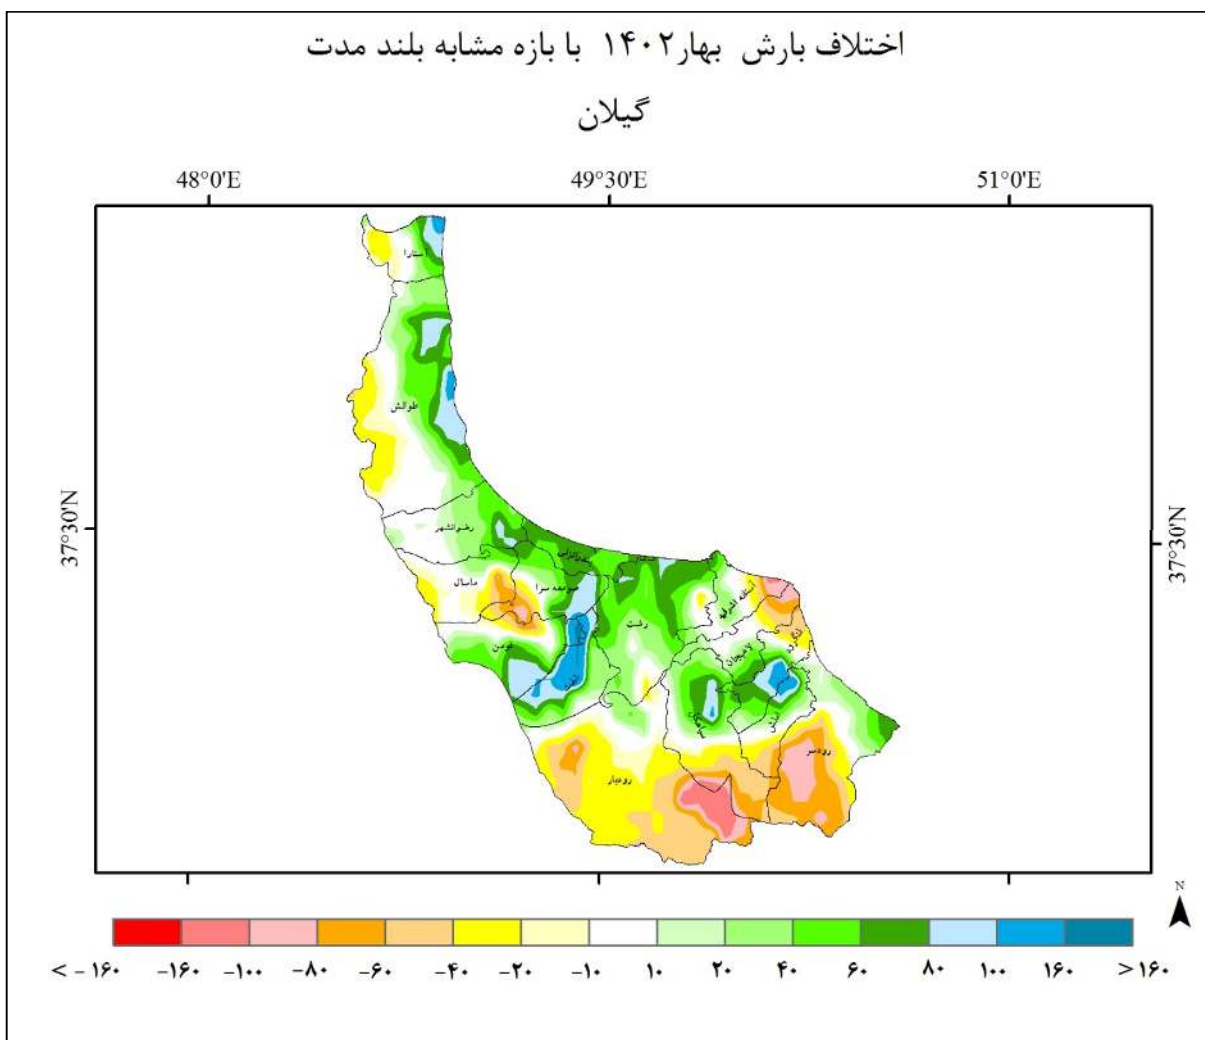 اختلاف بارش بهار ۱۴۰۲ با بازه مشابه بلند مدت
گیلان
48°0'E 49°30'E 51°0'E
37°30'N
37°30'N
آستارا
طوالش
رضوانشهر
ماسال
صومعه سرا
رشت
فومن
لاهیجان
رودسر
رودبار
N
< -۱۶۰ -۱۶۰ -۱۰۰ -۸۰ -۶۰ -۴۰ -۲۰ -۱۰ ۱۰ ۲۰ ۴۰ ۶۰ ۸۰ ۱۰۰ ۱۶۰ >۱۶۰